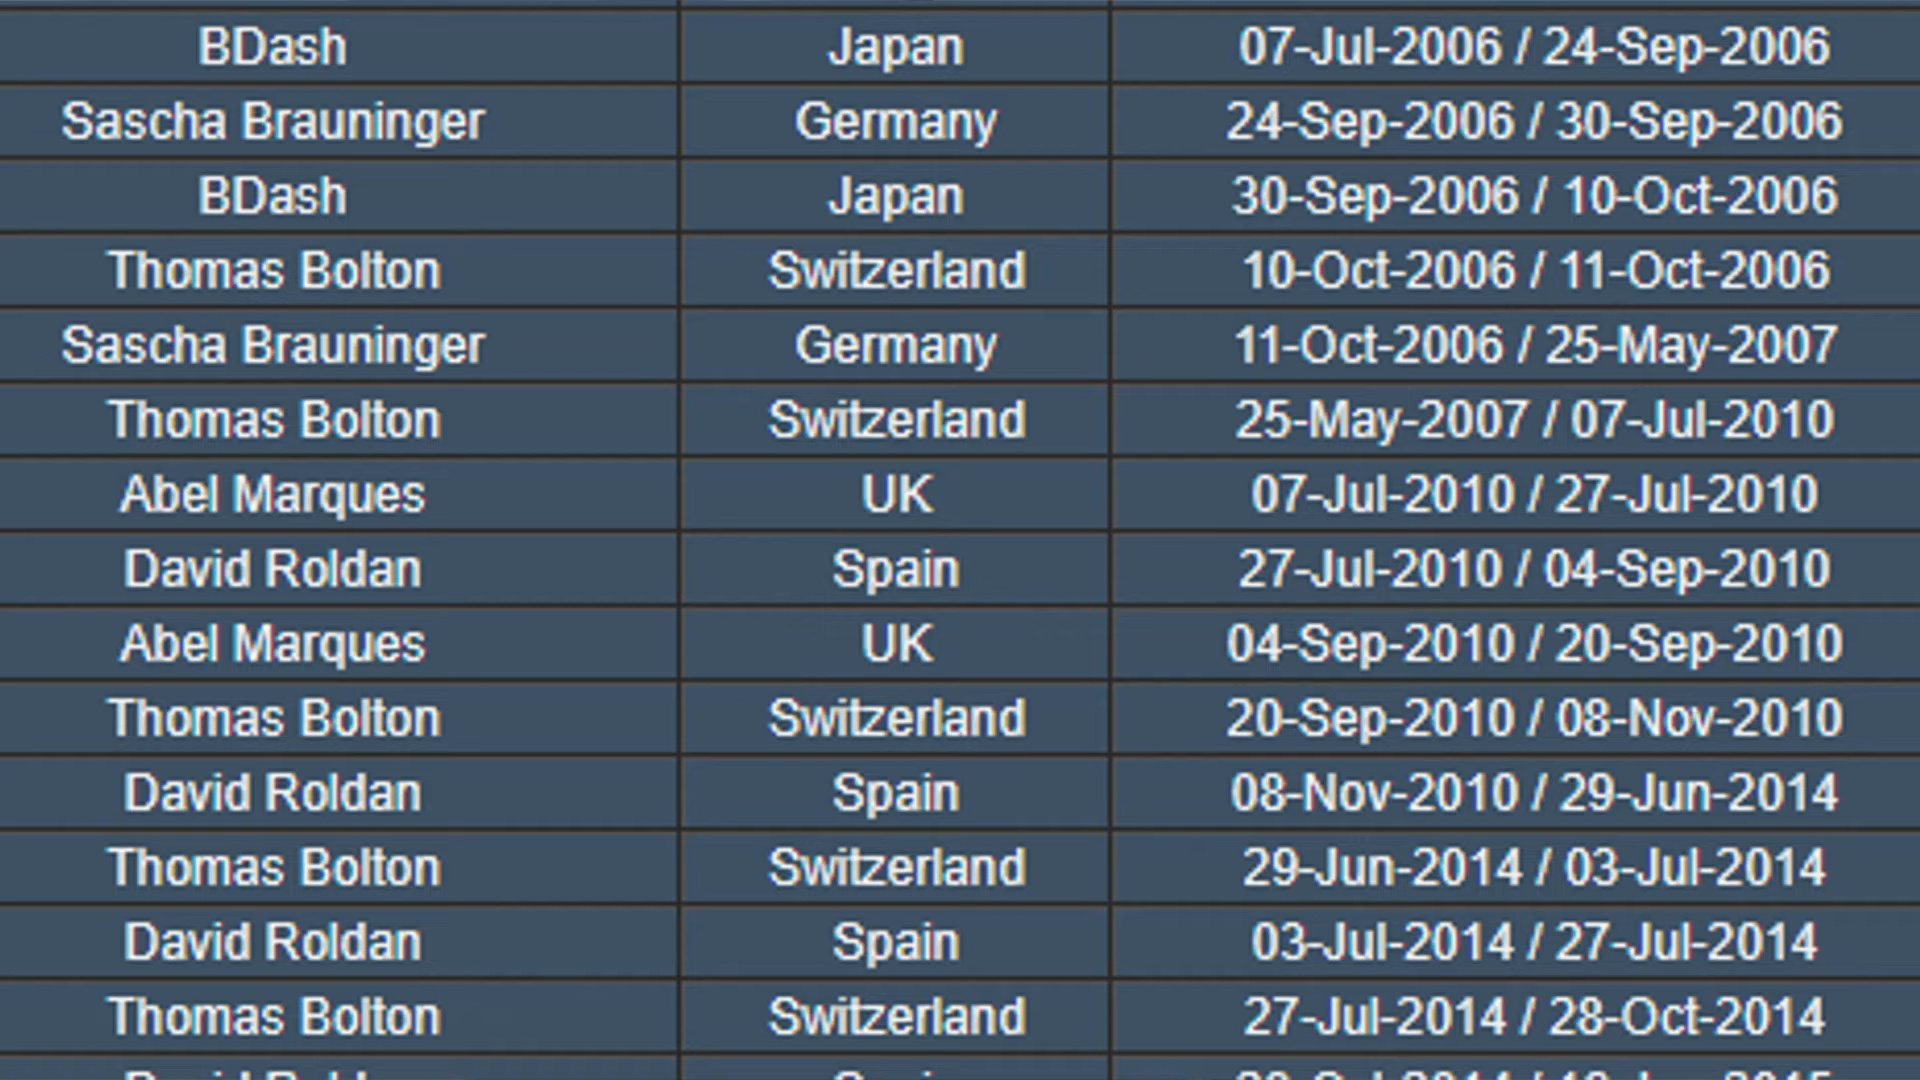 BDash Japan 07-Jul-2006 / 24-Sep-2006
Sascha Brauninger Germany 24-Sep-2006 / 30-Sep-2006
BDash Japan 30-Sep-2006 / 10-Oct-2006
Thomas Bolton Switzerland 10-Oct-2006 / 11-Oct-2006
Sascha Brauninger Germany 11-Oct-2006 / 25-May-2007
Thomas Bolton Switzerland 25-May-2007 / 07-Jul-2010
Abel Marques UK 07-Jul-2010 / 27-Jul-2010
David Roldan Spain 27-Jul-2010 / 04-Sep-2010
Abel Marques UK 04-Sep-2010 / 20-Sep-2010
Thomas Bolton Switzerland 20-Sep-2010 / 08-Nov-2010
David Roldan Spain 08-Nov-2010 / 29-Jun-2014
Thomas Bolton Switzerland 29-Jun-2014 / 03-Jul-2014
David Roldan Spain 03-Jul-2014 / 27-Jul-2014
Thomas Bolton Switzerland 27-Jul-2014 / 28-Oct-2014